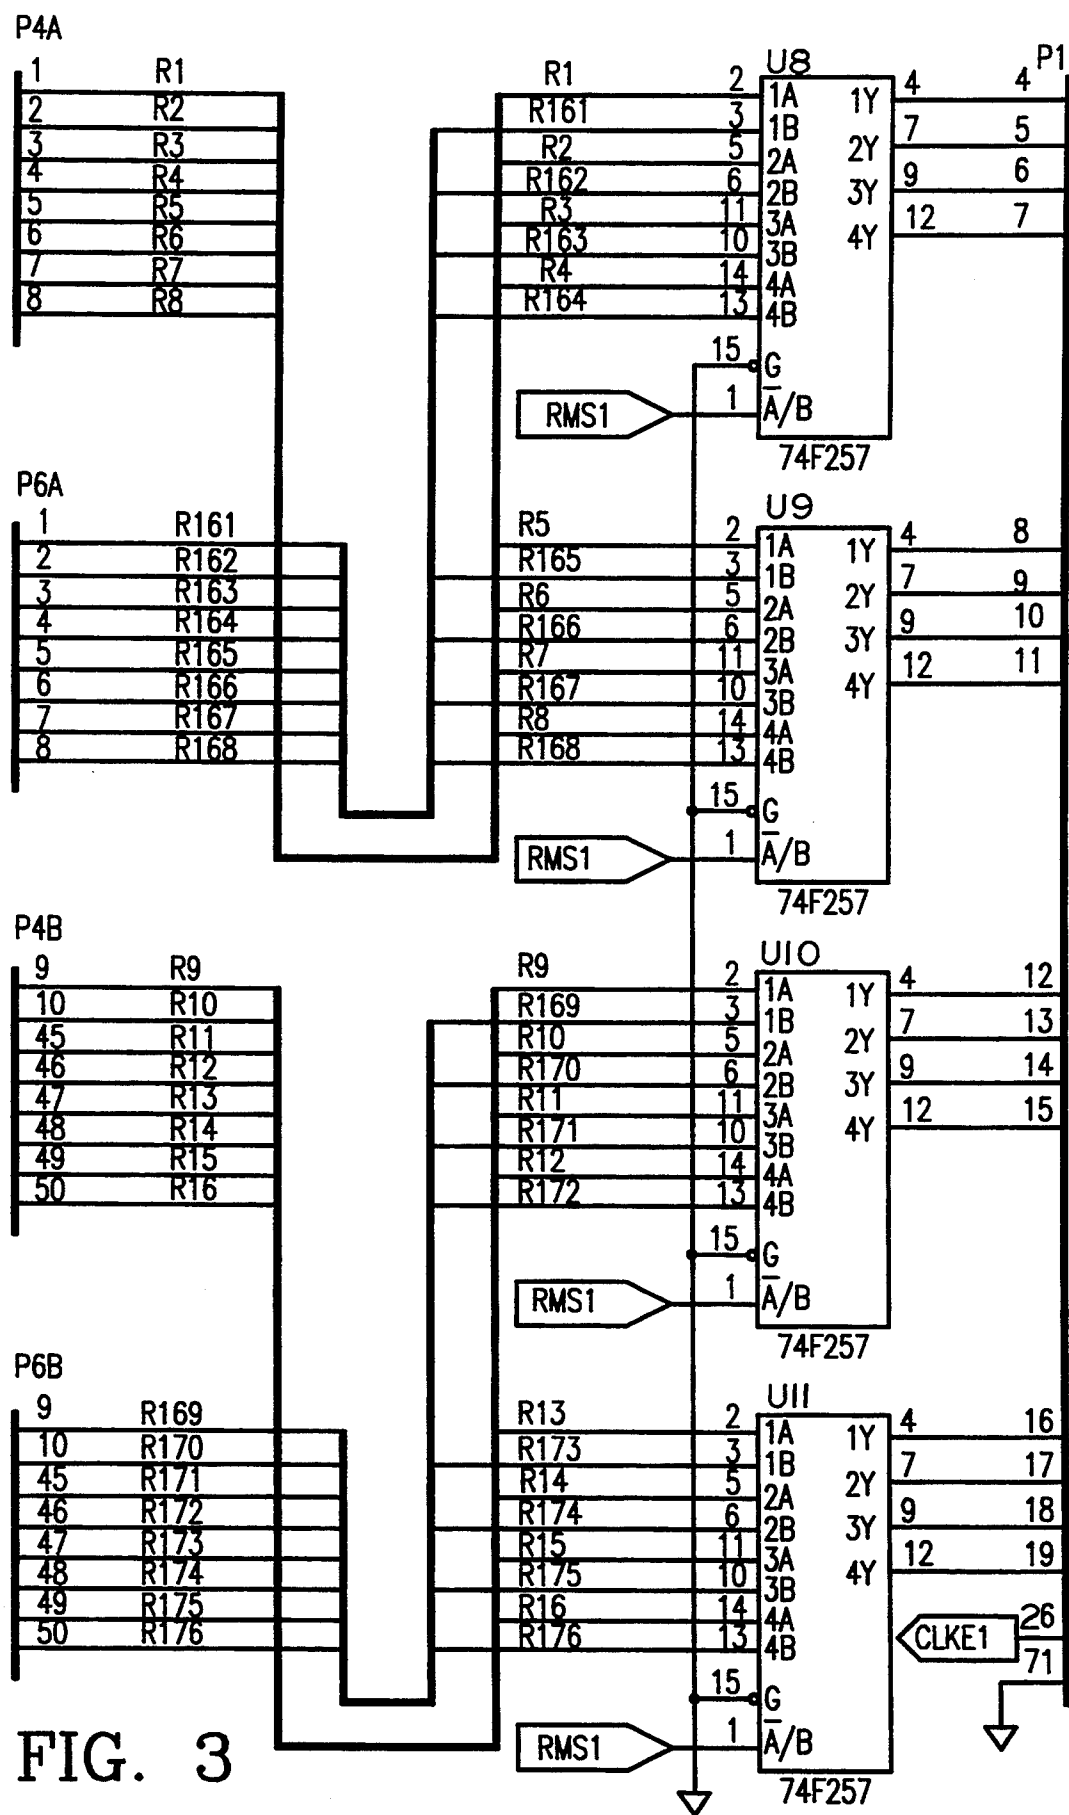 P4A
1 R1
2 R2
3 R3
4 R4
5 R5
6 R6
7 R7
8 R8
U8
P1
R1 2 1A 1Y 4 4
R161 3 1B
R2 5 2A 2Y 7 5
R162 6 2B
R3 11 3A 3Y 9 6
R163 10 3B
R4 14 4A 4Y 12 7
R164 13 4B
15 G
RMS1 1 A̅/B
74F257
P6A
1 R161
2 R162
3 R163
4 R164
5 R165
6 R166
7 R167
8 R168
U9
R5 2 1A 1Y 4 8
R165 3 1B
R6 5 2A 2Y 7 9
R166 6 2B
R7 11 3A 3Y 9 10
R167 10 3B
R8 14 4A 4Y 12 11
R168 13 4B
15 G
RMS1 1 A̅/B
74F257
P4B
9 R9
10 R10
45 R11
46 R12
47 R13
48 R14
49 R15
50 R16
U10
R9 2 1A 1Y 4 12
R169 3 1B
R10 5 2A 2Y 7 13
R170 6 2B
R11 11 3A 3Y 9 14
R171 10 3B
R12 14 4A 4Y 12 15
R172 13 4B
15 G
RMS1 1 A̅/B
74F257
P6B
9 R169
10 R170
45 R171
46 R172
47 R173
48 R174
49 R175
50 R176
U11
R13 2 1A 1Y 4 16
R173 3 1B
R14 5 2A 2Y 7 17
R174 6 2B
R15 11 3A 3Y 9 18
R175 10 3B
R16 14 4A 4Y 12 19
R176 13 4B
CLKE1 26
71
15 G
RMS1 1 A̅/B
74F257
FIG. 3